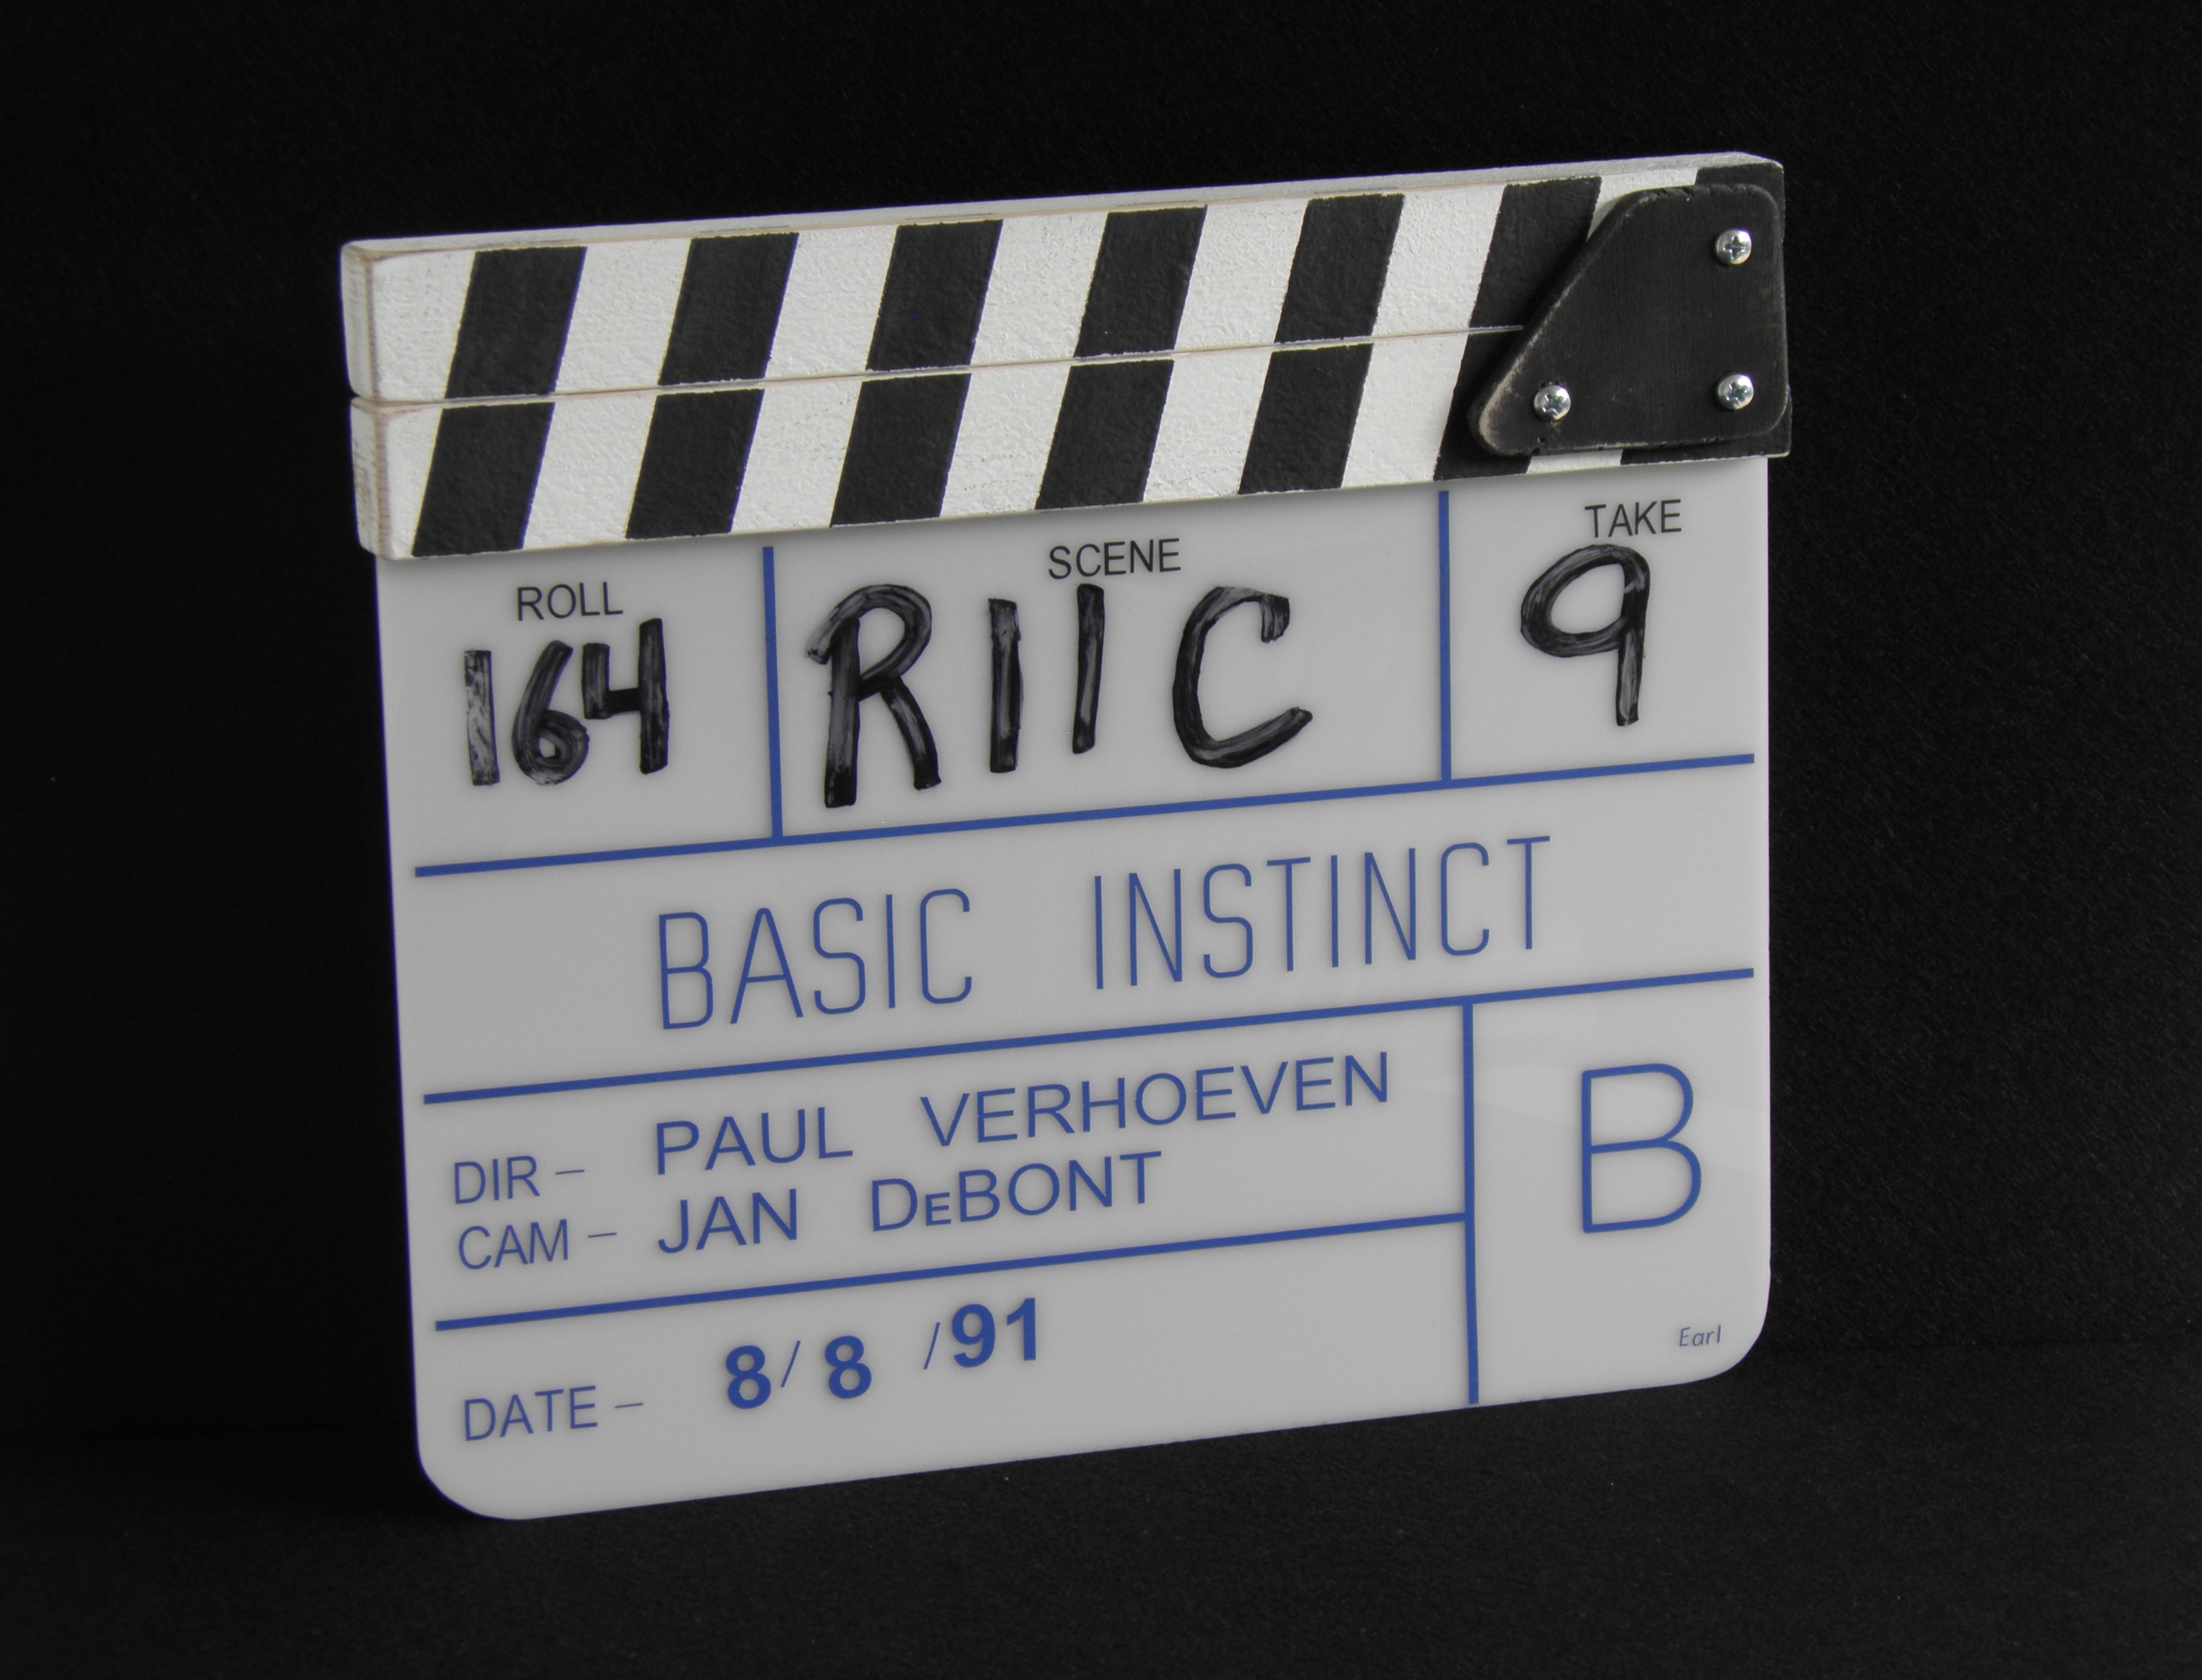 ROLL SCENE TAKE
164 R11C 9
BASIC INSTINCT
DIR – PAUL VERHOEVEN
CAM – JAN DeBONT
B
DATE – 8/8/91
Earl